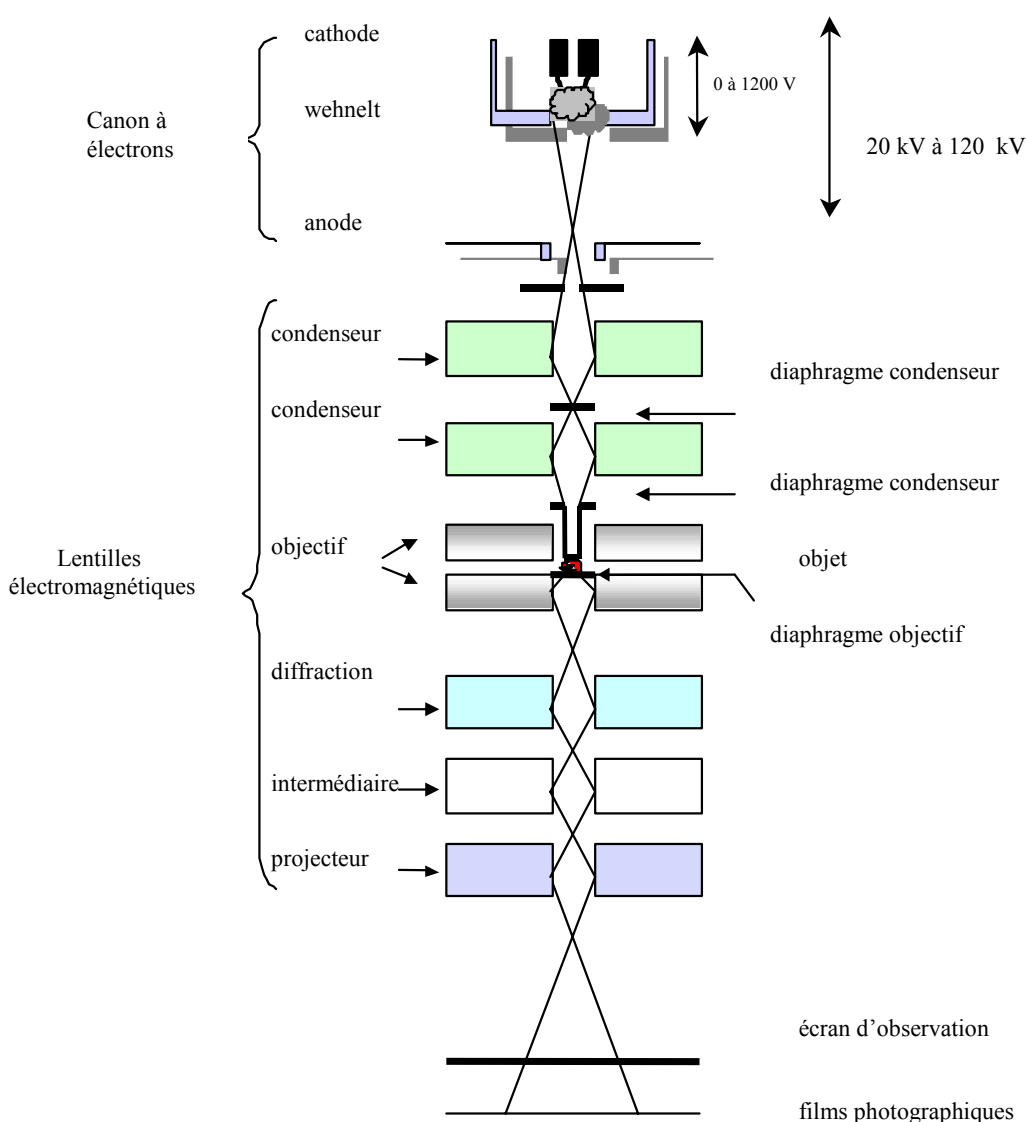 cathode
0 à 1200 V
wehnelt
Canon à
électrons
20 kV à 120 kV
anode
condenseur
diaphragme condenseur
condenseur
diaphragme condenseur
objectif
Lentilles
électromagnétiques
objet
diaphragme objectif
diffraction
intermédiaire
projecteur
écran d’observation
films photographiques